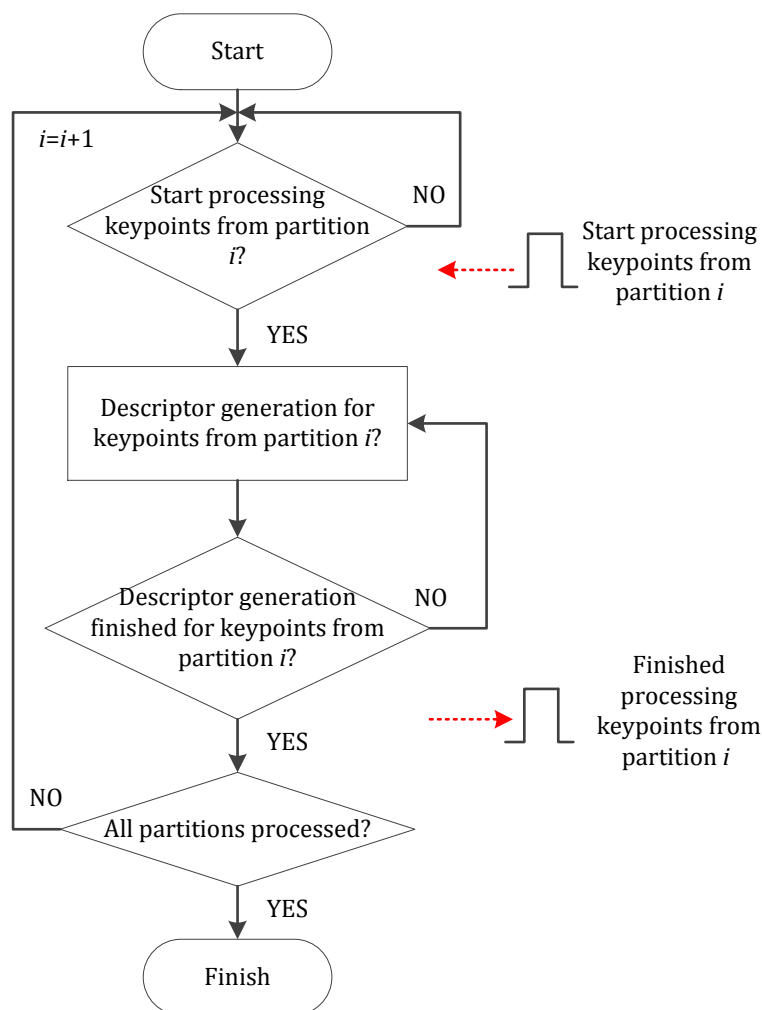 Start
i=i+1
Start processing
keypoints from partition
i?
NO
Start processing
keypoints from
partition i
YES
Descriptor generation for
keypoints from partition i?
Descriptor generation
finished for keypoints from
partition i?
NO
Finished
processing
keypoints from
partition i
YES
NO
All partitions processed?
YES
Finish